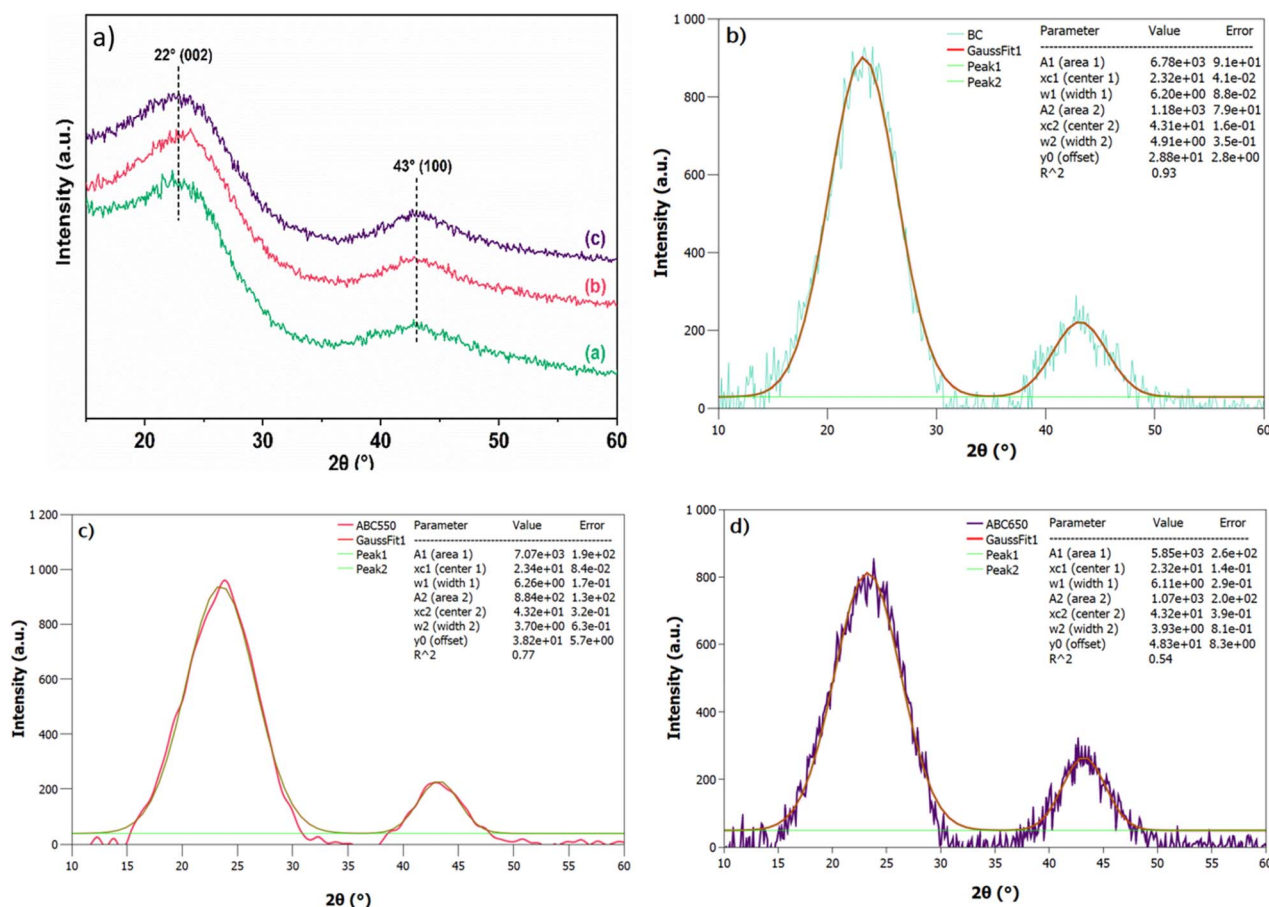 a)
22° (002)
43° (100)
(c)
(b)
(a)
Intensity (a.u.)
20 30 40 50 60
2θ (°)
b)
BC
GaussFit1
Peak1
Peak2
Parameter Value Error
A1 (area 1) 6.78e+03 9.1e+01
xc1 (center 1) 2.32e+01 4.1e-02
w1 (width 1) 6.20e+00 8.8e-02
A2 (area 2) 1.18e+03 7.9e+01
xc2 (center 2) 4.31e+01 1.6e-01
w2 (width 2) 4.91e+00 3.5e-01
y0 (offset) 2.88e+01 2.8e+00
R^2 0.93
1 000
800
600
400
200
0
Intensity (a.u.)
10 20 30 40 50 60
2θ (°)
c)
ABC550
GaussFit1
Peak1
Peak2
Parameter Value Error
A1 (area 1) 7.07e+03 1.9e+02
xc1 (center 1) 2.34e+01 8.4e-02
w1 (width 1) 6.26e+00 1.7e-01
A2 (area 2) 8.84e+02 1.3e+02
xc2 (center 2) 4.32e+01 3.2e-01
w2 (width 2) 3.70e+00 6.3e-01
y0 (offset) 3.82e+01 5.7e+00
R^2 0.77
1 200
1 000
800
600
400
200
0
Intensity (a.u.)
10 20 30 40 50 60
2θ (°)
d)
ABC650
GaussFit1
Peak1
Peak2
Parameter Value Error
A1 (area 1) 5.85e+03 2.6e+02
xc1 (center 1) 2.32e+01 1.4e-01
w1 (width 1) 6.11e+00 2.9e-01
A2 (area 2) 1.07e+03 2.0e+02
xc2 (center 2) 4.32e+01 3.9e-01
w2 (width 2) 3.93e+00 8.1e-01
y0 (offset) 4.83e+01 8.3e+00
R^2 0.54
1 000
800
600
400
200
0
Intensity (a.u.)
10 15 20 25 30 35 40 45 50 55 60
2θ (°)